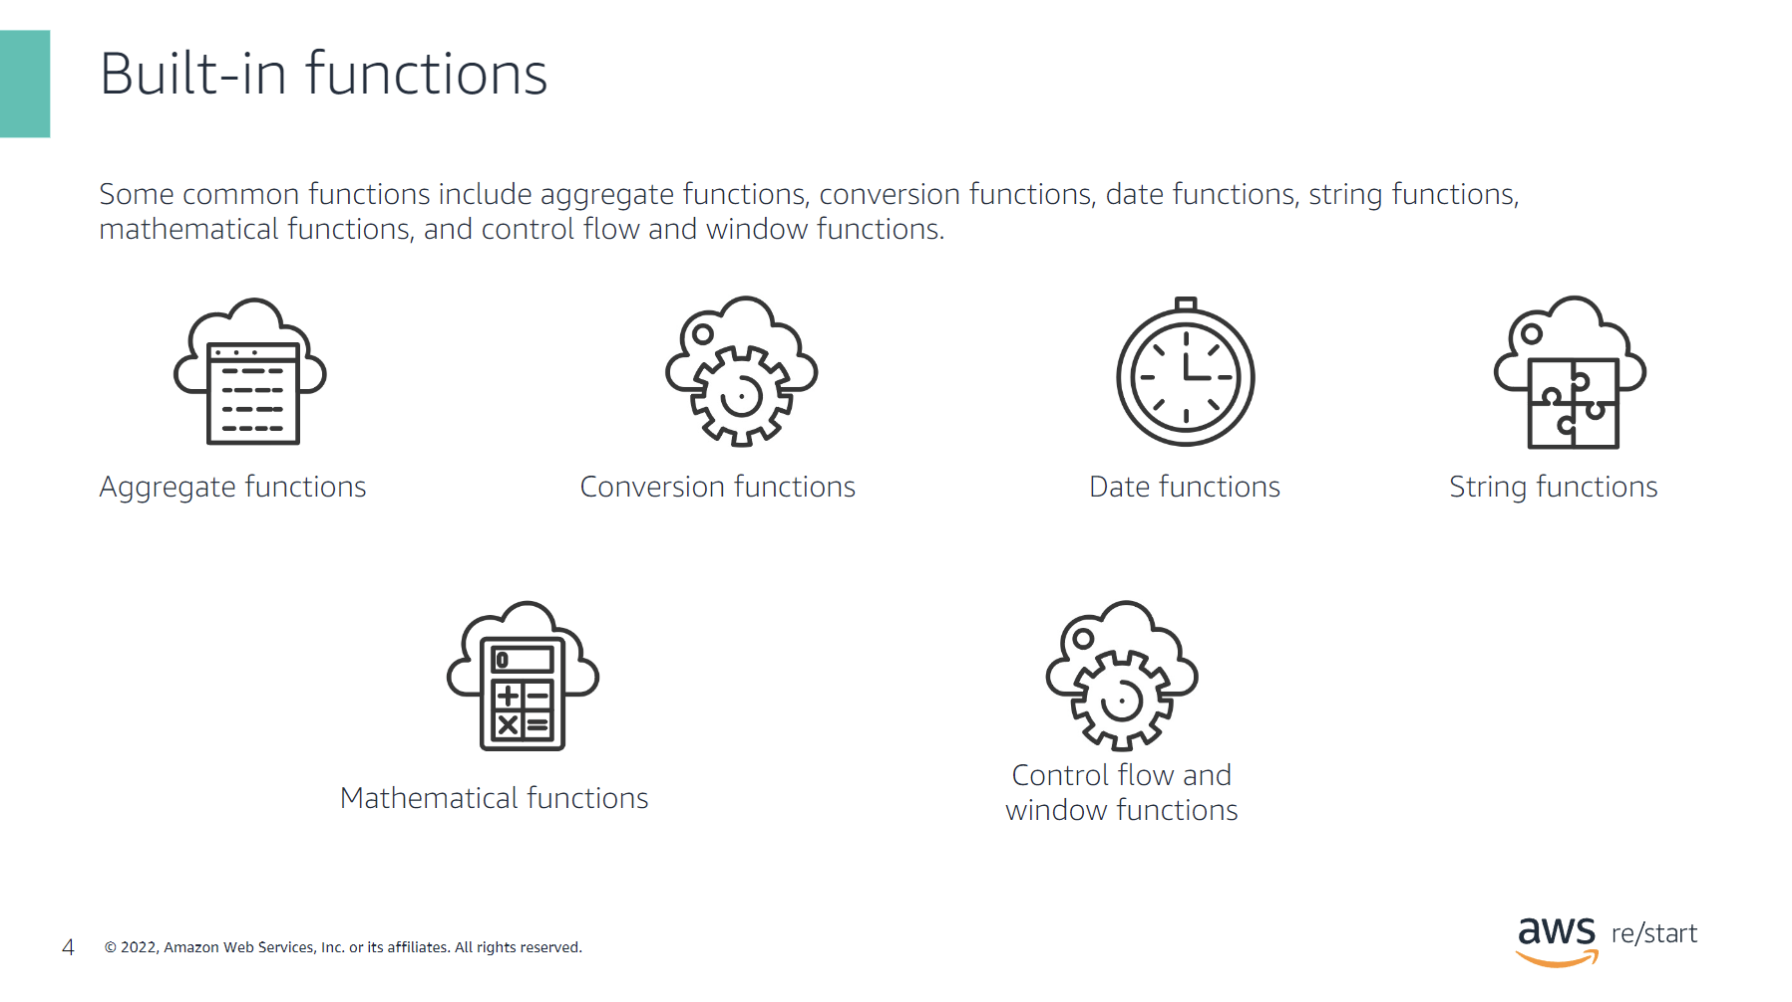 Built-in functions
Some common functions include aggregate functions, conversion functions, date functions, string functions,
mathematical functions, and control flow and window functions.
Aggregate functions
Conversion functions
Date functions
String functions
0
Mathematical functions
Control flow and
window functions
4
© 2022, Amazon Web Services, Inc. or its affiliates. All rights reserved.
aws re/start